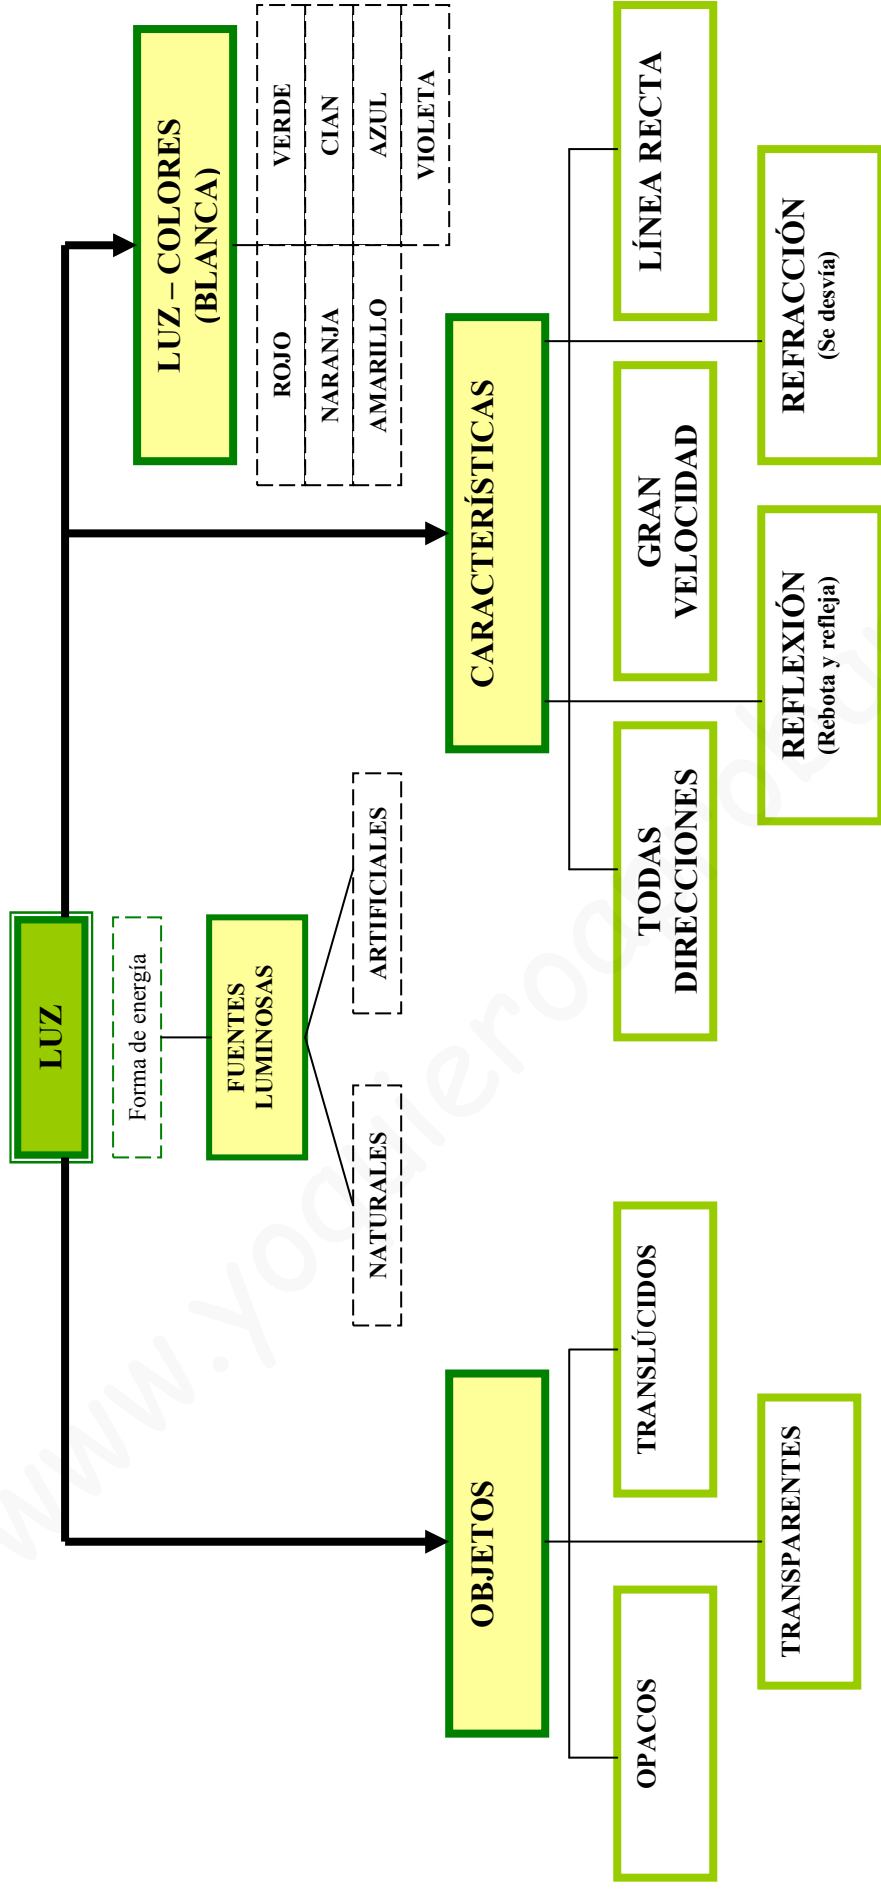 LUZ
Forma de energía
FUENTES
LUMINOSAS
NATURALES
ARTIFICIALES
OBJETOS
OPACOS
TRANSLÚCIDOS
TRANSPARENTES
CARACTERÍSTICAS
TODAS
DIRECCIONES
GRAN
VELOCIDAD
LÍNEA RECTA
REFLEXIÓN
(Rebota y refleja)
REFRACCIÓN
(Se desvía)
LUZ – COLORES
(BLANCA)
ROJO
VERDE
NARANJA
CIAN
AMARILLO
AZUL
VIOLETA